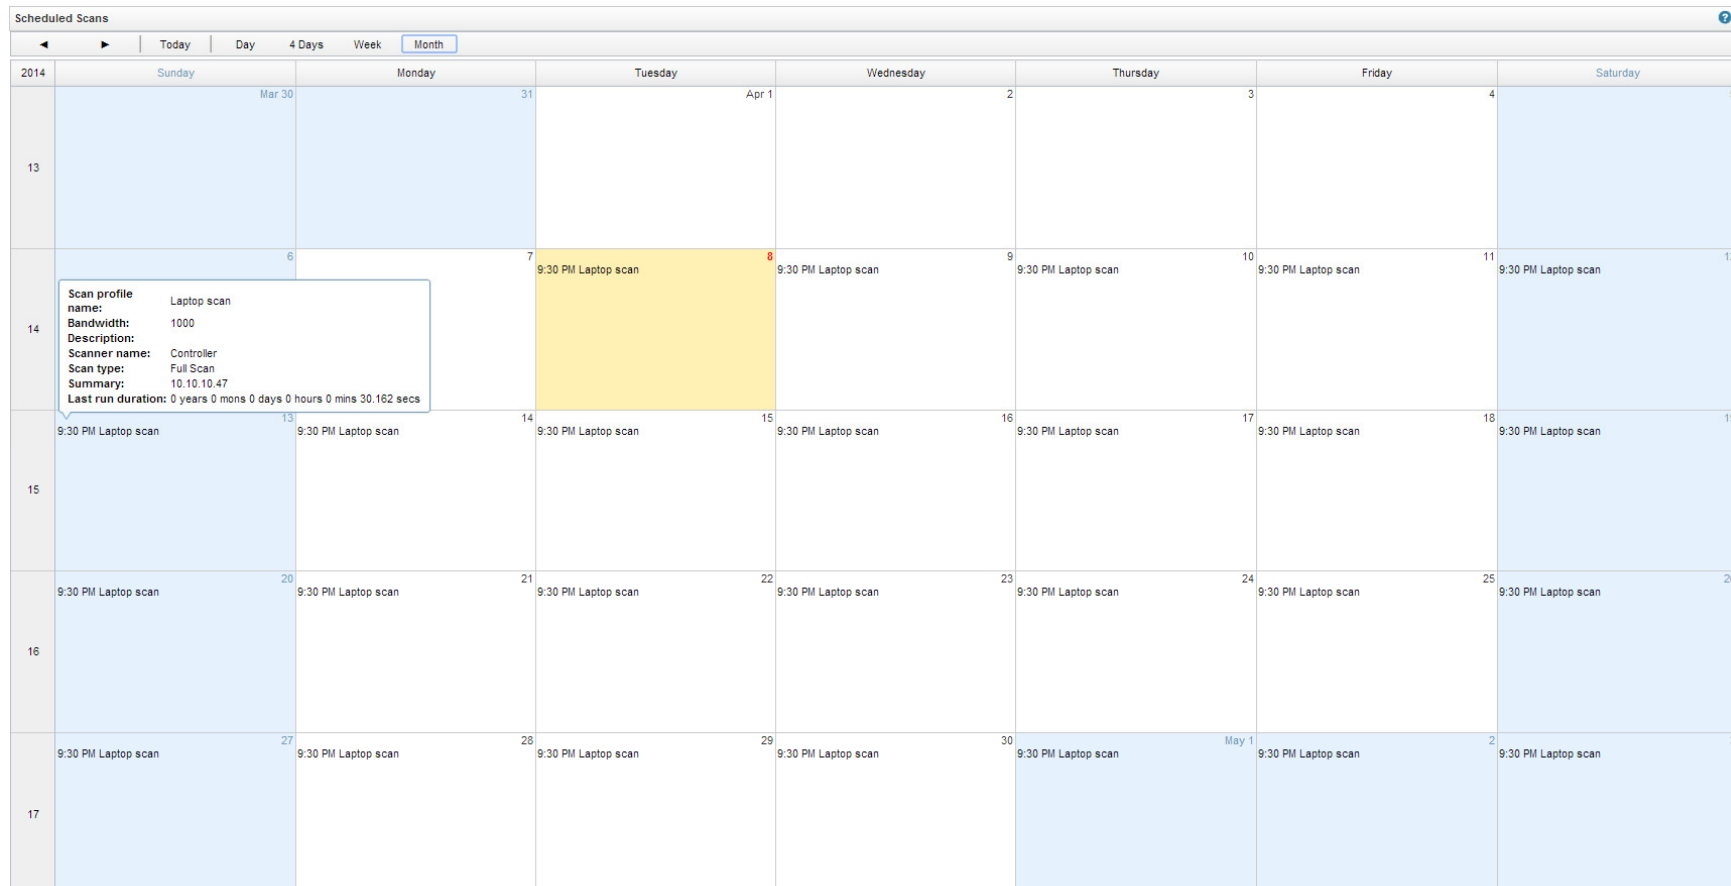 Scheduled Scans ?
◄ ► Today Day 4 Days Week Month
2014 Sunday Monday Tuesday Wednesday Thursday Friday Saturday
Mar 30 31 Apr 1 2 3 4
13
6 7 8 9 10 11
9:30 PM Laptop scan 9:30 PM Laptop scan 9:30 PM Laptop scan 9:30 PM Laptop scan 9:30 PM Laptop scan
14
Scan profile
name: Laptop scan
Bandwidth: 1000
Description:
Scanner name: Controller
Scan type: Full Scan
Summary: 10.10.10.47
Last run duration: 0 years 0 mons 0 days 0 hours 0 mins 30.162 secs
13 14 15 16 17 18
9:30 PM Laptop scan 9:30 PM Laptop scan 9:30 PM Laptop scan 9:30 PM Laptop scan 9:30 PM Laptop scan 9:30 PM Laptop scan 9:30 PM Laptop scan
15
20 21 22 23 24 25
9:30 PM Laptop scan 9:30 PM Laptop scan 9:30 PM Laptop scan 9:30 PM Laptop scan 9:30 PM Laptop scan 9:30 PM Laptop scan 9:30 PM Laptop scan
16
27 28 29 30 May 1 2
9:30 PM Laptop scan 9:30 PM Laptop scan 9:30 PM Laptop scan 9:30 PM Laptop scan 9:30 PM Laptop scan 9:30 PM Laptop scan 9:30 PM Laptop scan
17